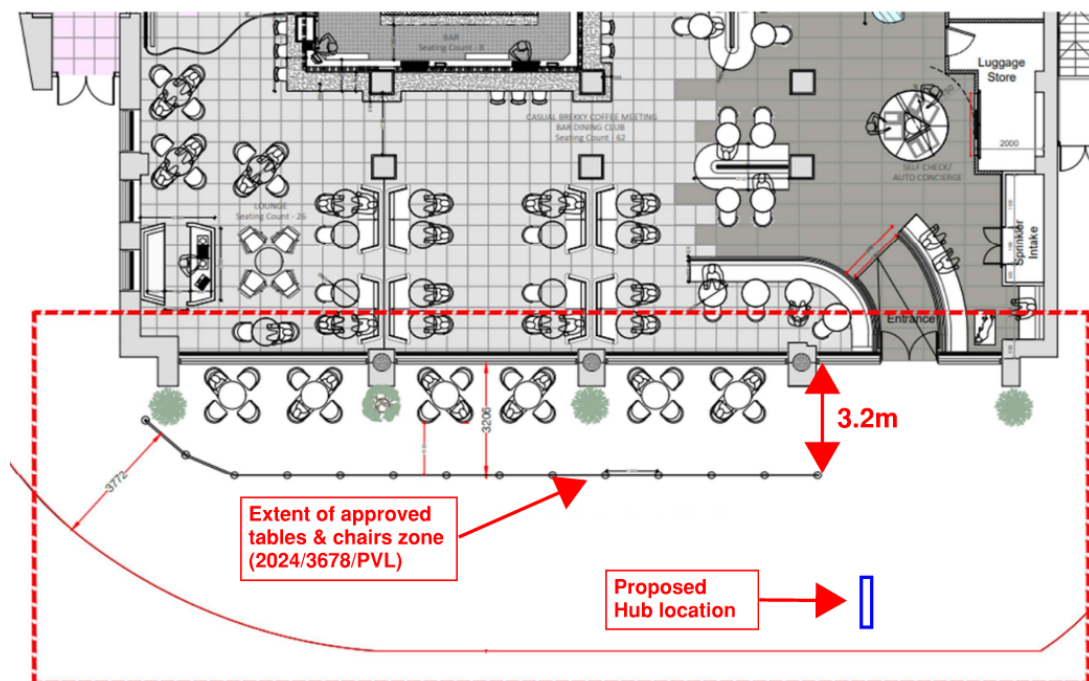 BAR
Seating Count - 8
Luggage
Store
CASUAL BREKKY COFFEE MEETING
BAR DINING CLUB
Seating Count - 62
2000
SELF CHECK/
AUTO CONCIERGE
LOUNGE
Seating Count - 26
Sprinkler
Intake
Entrance
3206
3.2m
3772
Extent of approved
tables & chairs zone
(2024/3678/PVL)
Proposed
Hub location